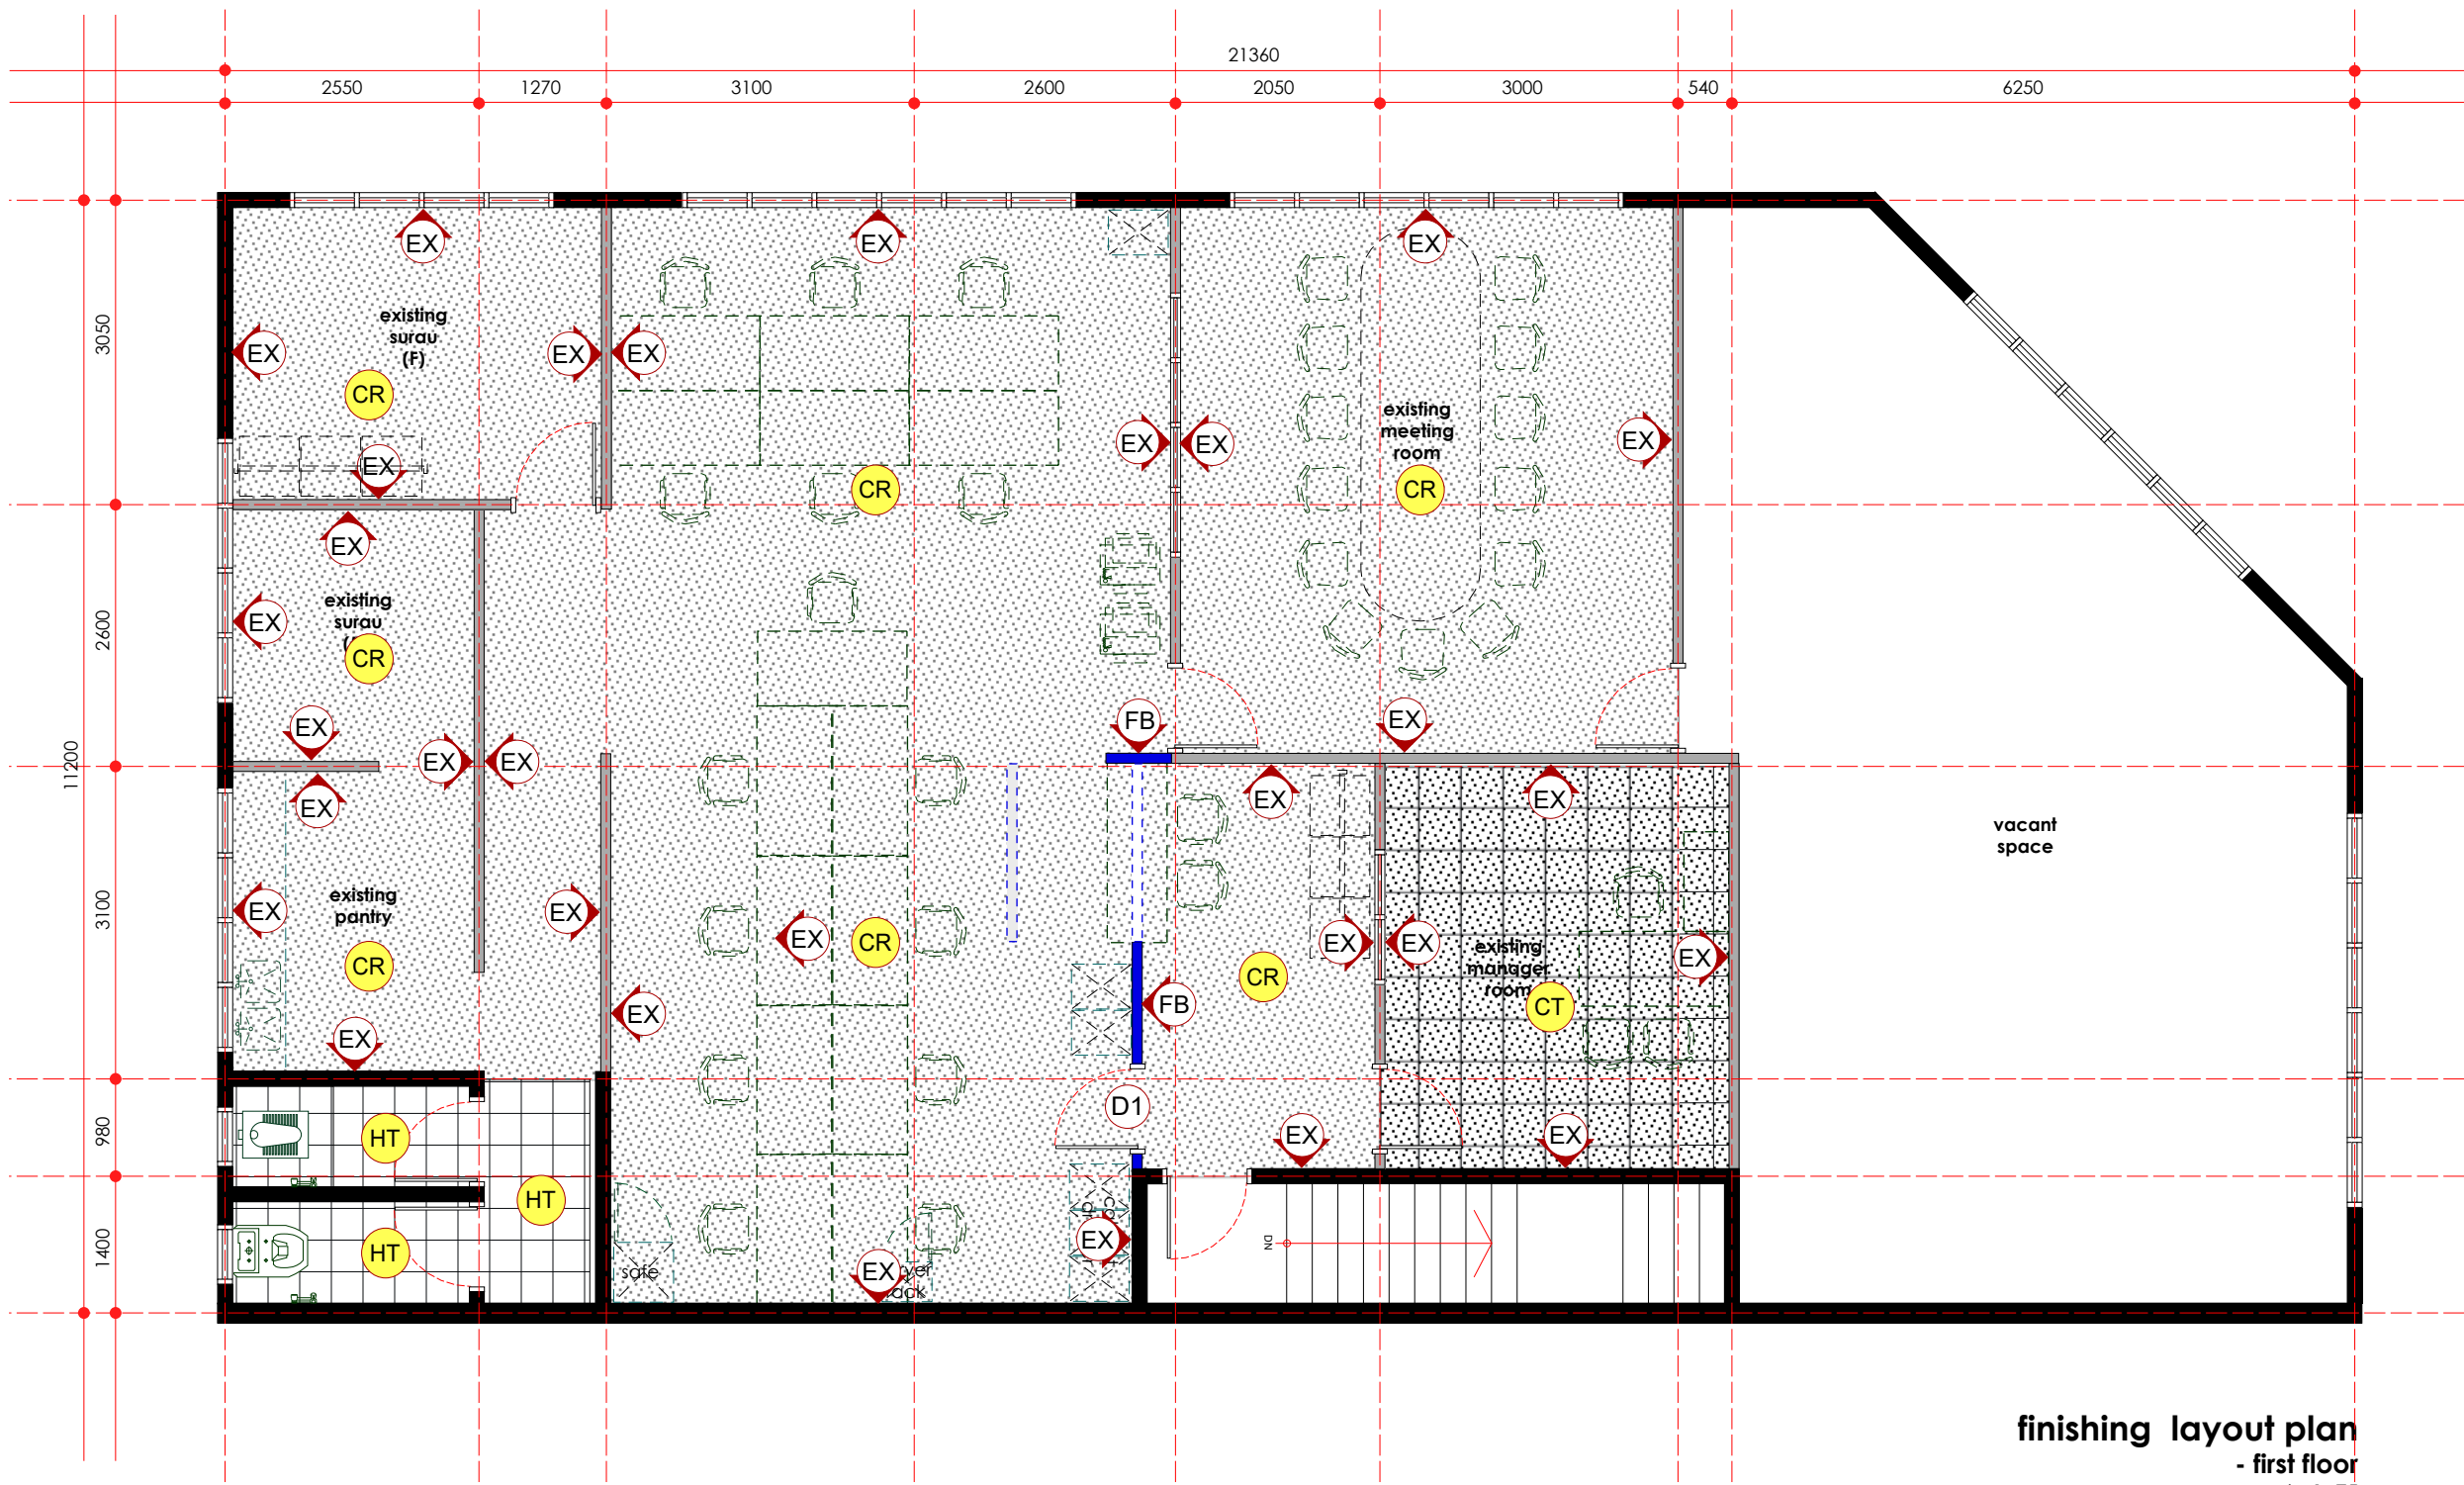 21360
2550 1270 3100 2600 2050 3000 540 6250
EX EX EX
3050
existing
surau
(F)
EX EX EX
CR
existing
meeting
room
EX EX EX
EX
CR CR
EX
2600
existing
surau
EX
CR
EX FB EX
11200
EX EX
EX EX EX
vacant
space
3100
existing
pantry
EX EX
EX CR EX EX
existing
manager
room
EX
CR CR
CT
EX FB
EX
D1
980
HT EX EX
HT
1400
HT EX DN
safe
EX
finishing layout plan
- first floor